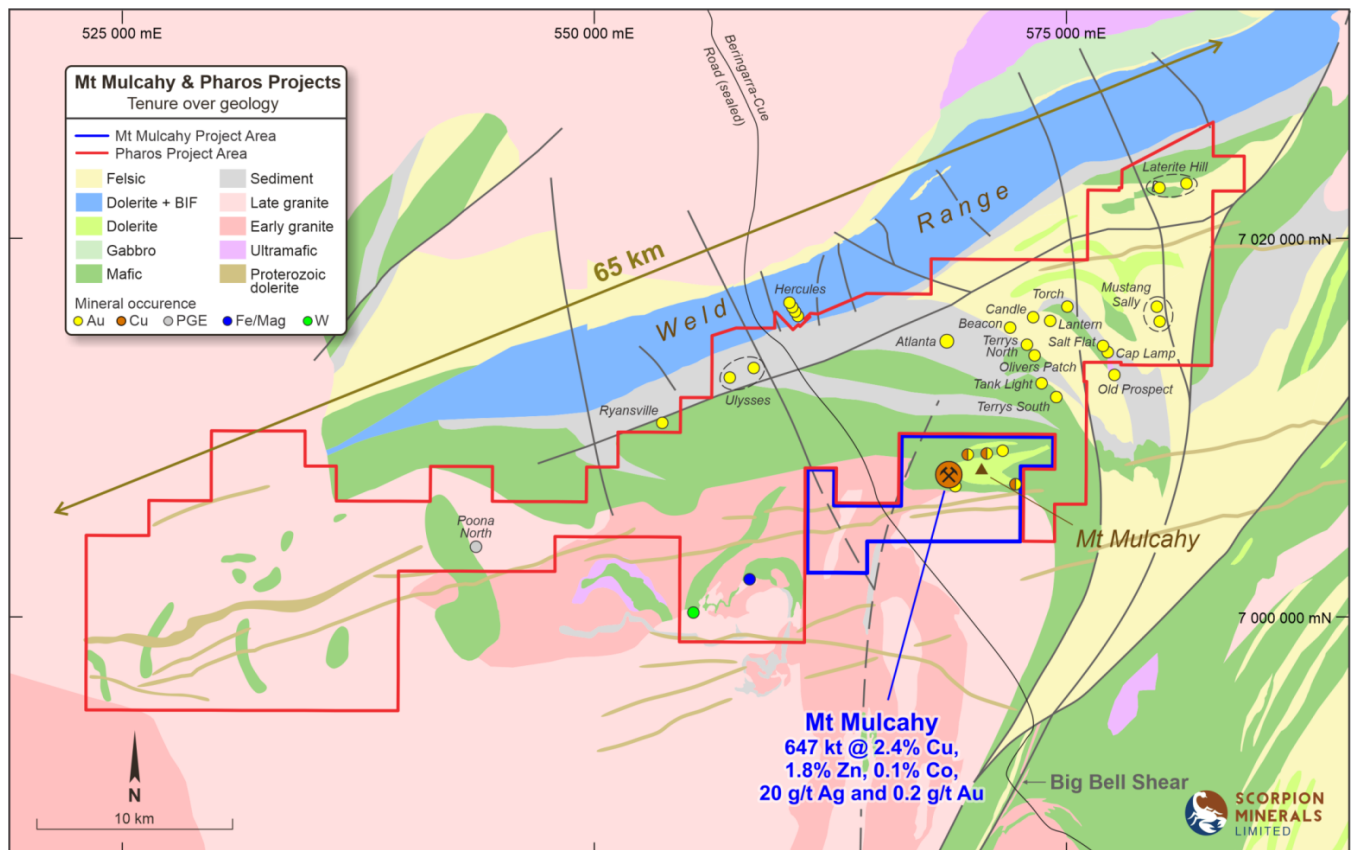 525 000 mE
550 000 mE
575 000 mE
Beringarra-Cue
Road (sealed)
Mt Mulcahy & Pharos Projects
Tenure over geology
Mt Mulcahy Project Area
Pharos Project Area
Felsic
Sediment
Dolerite + BIF
Late granite
Dolerite
Early granite
Gabbro
Ultramafic
Mafic
Proterozoic
dolerite
Mineral occurence
Au
Cu
PGE
Fe/Mag
W
Laterite Hill
Weld Range
7 020 000 mN
65 km
Hercules
Torch
Mustang
Sally
Candle
Beacon
Lantern
Atlanta
Terrys
North
Salt Flat
Cap Lamp
Olivers Patch
Tank Light
Old Prospect
Terrys South
Ulysses
Ryansville
Poona
North
Mt Mulcahy
7 000 000 mN
Mt Mulcahy
647 kt @ 2.4% Cu,
1.8% Zn, 0.1% Co,
20 g/t Ag and 0.2 g/t Au
Big Bell Shear
N
10 km
SCORPION
MINERALS
LIMITED